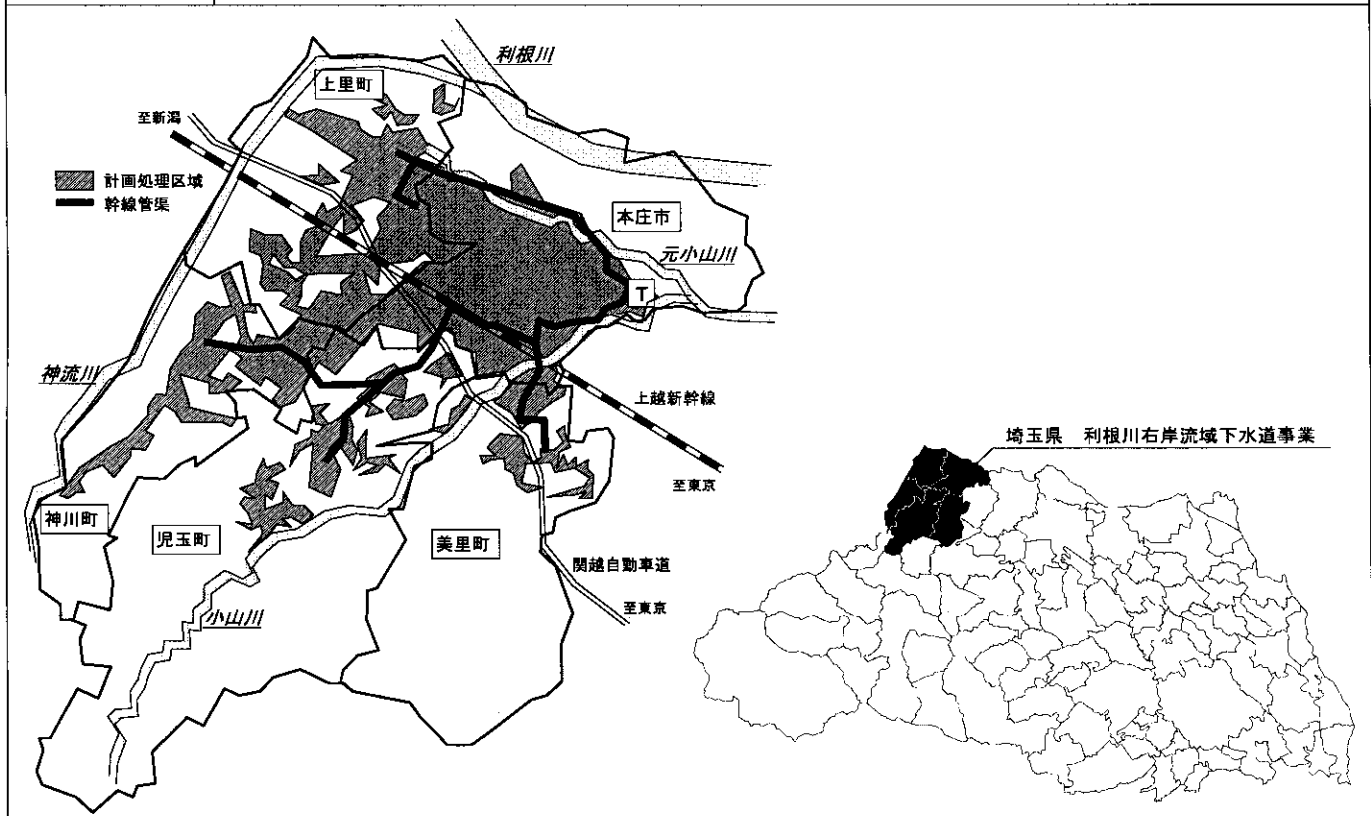 利根川
上里町
至新潟
計画処理区域
幹線管渠
本庄市
元小山川
T
神流川
上越新幹線
至東京
埼玉県 利根川右岸流域下水道事業
神川町
児玉町
美里町
関越自動車道
至東京
小山川